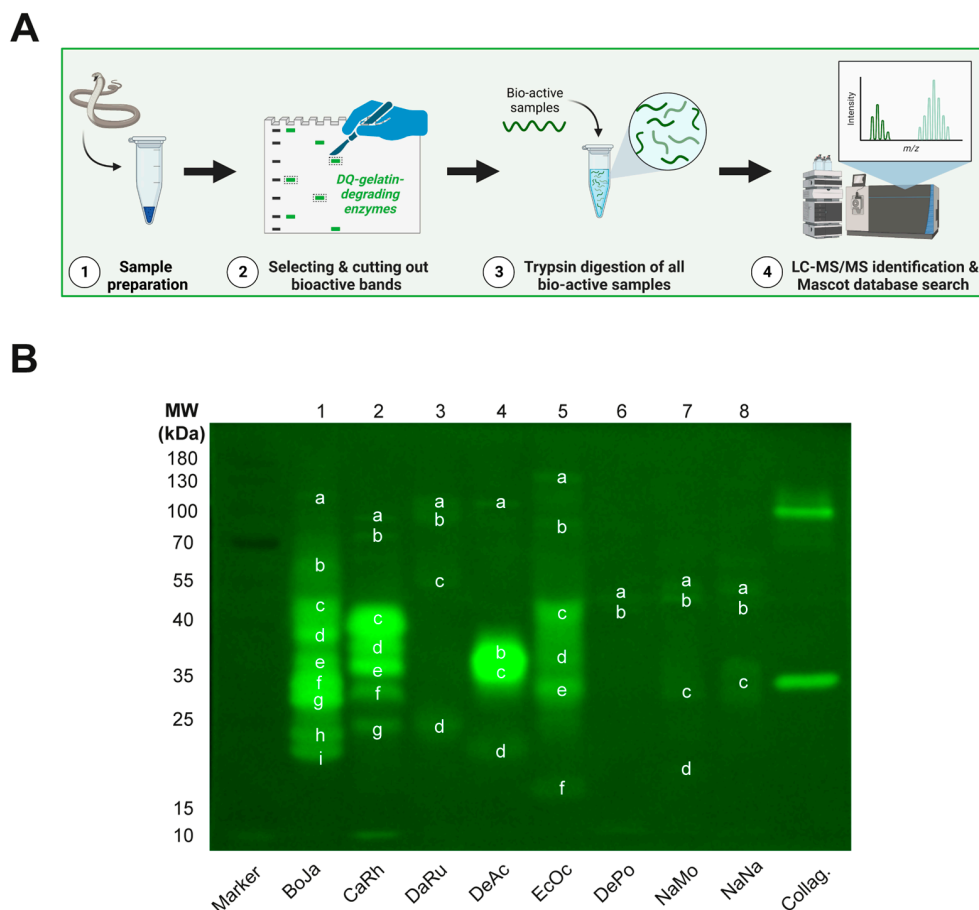 A
Bio-active
samples
Intensity
m/z
DQ-gelatin-
degrading
enzymes
1 Sample
preparation
2 Selecting & cutting out
bioactive bands
3 Trypsin digestion of all
bio-active samples
4 LC-MS/MS identification &
Mascot database search
B
MW
(kDa)
1 2 3 4 5 6 7 8
180
130
100
70
55
40
35
25
15
10
a b c d e f g h i
a b c d e f g
a b c d
a b c d
a b c d e f
a b
a b c d
a b c
Marker BoJa CaRh DaRu DeAc EcOc DePo NaMo NaNa Collag.